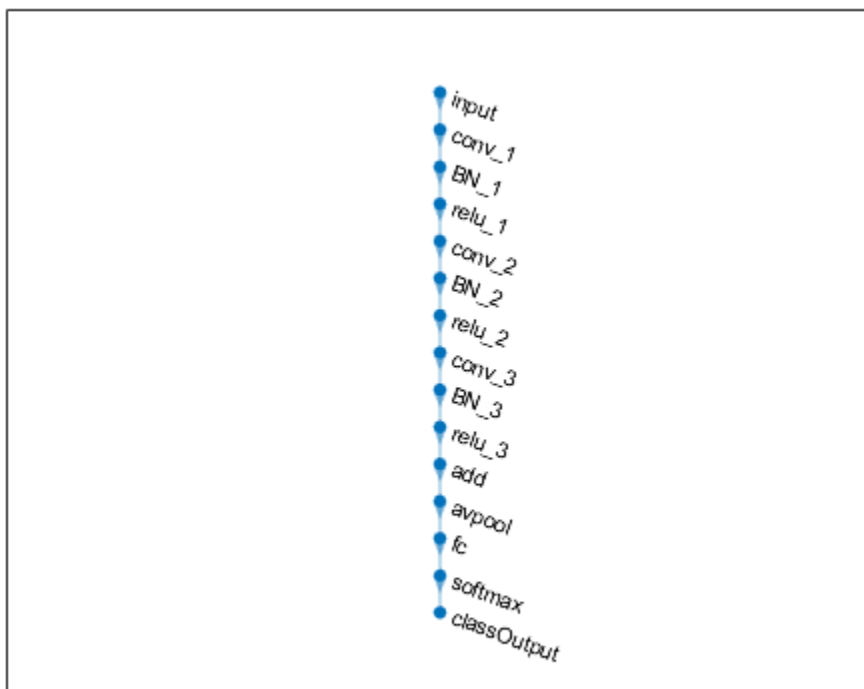 input
conv_1
BN_1
relu_1
conv_2
BN_2
relu_2
conv_3
BN_3
relu_3
add
avpool
fc
softmax
classOutput